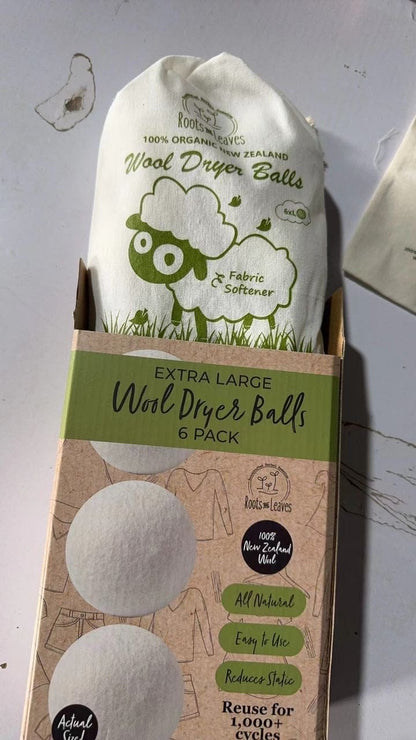 Roots & Leaves
100% ORGANIC NEW ZEALAND
Wool Dryer Balls
6xL
& Fabric
Softener
EXTRA LARGE
Wool Dryer Balls
6 PACK
Roots & Leaves
100%
New Zealand
Wool
All Natural
Easy to Use
Reduces Static
Reuse for
1,000+
cycles
Actual
Size!